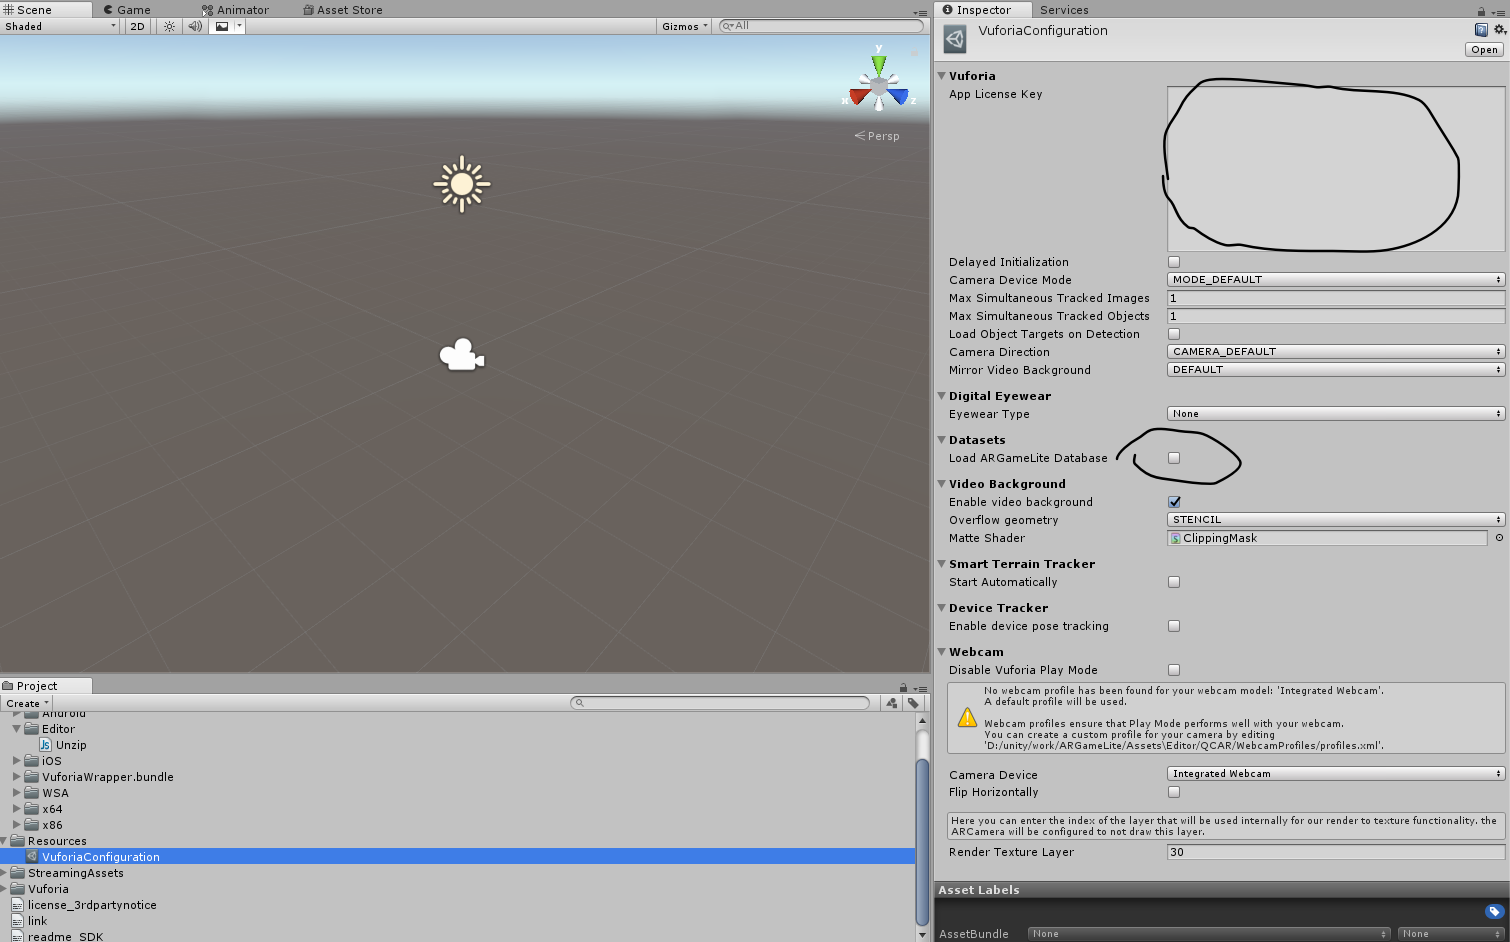 Scene
Game
Animator
Asset Store
Shaded
2D
Gizmos
All
y
x
z
Persp
Project
Create
Android
Editor
Unzip
iOS
VuforiaWrapper.bundle
WSA
x64
x86
Resources
VuforiaConfiguration
StreamingAssets
Vuforia
license_3rdpartynotice
link
readme_SDK
Inspector
Services
VuforiaConfiguration
Open
Vuforia
App License Key
Delayed Initialization
Camera Device Mode MODE_DEFAULT
Max Simultaneous Tracked Images 1
Max Simultaneous Tracked Objects 1
Load Object Targets on Detection
Camera Direction CAMERA_DEFAULT
Mirror Video Background DEFAULT
Digital Eyewear
Eyewear Type None
Datasets
Load ARGameLite Database
Video Background
Enable video background
Overflow geometry STENCIL
Matte Shader ClippingMask
Smart Terrain Tracker
Start Automatically
Device Tracker
Enable device pose tracking
Webcam
Disable Vuforia Play Mode
No webcam profile has been found for your webcam model: 'Integrated Webcam'.
A default profile will be used.
Webcam profiles ensure that Play Mode performs well with your webcam.
You can create a custom profile for your camera by editing
'D:/unity/work/ARGameLite/Assets\Editor/QCAR/WebcamProfiles/profiles.xml'.
Camera Device Integrated Webcam
Flip Horizontally
Here you can enter the index of the layer that will be used internally for our render to texture functionality. the
ARCamera will be configured to not draw this layer.
Render Texture Layer 30
Asset Labels
AssetBundle None None